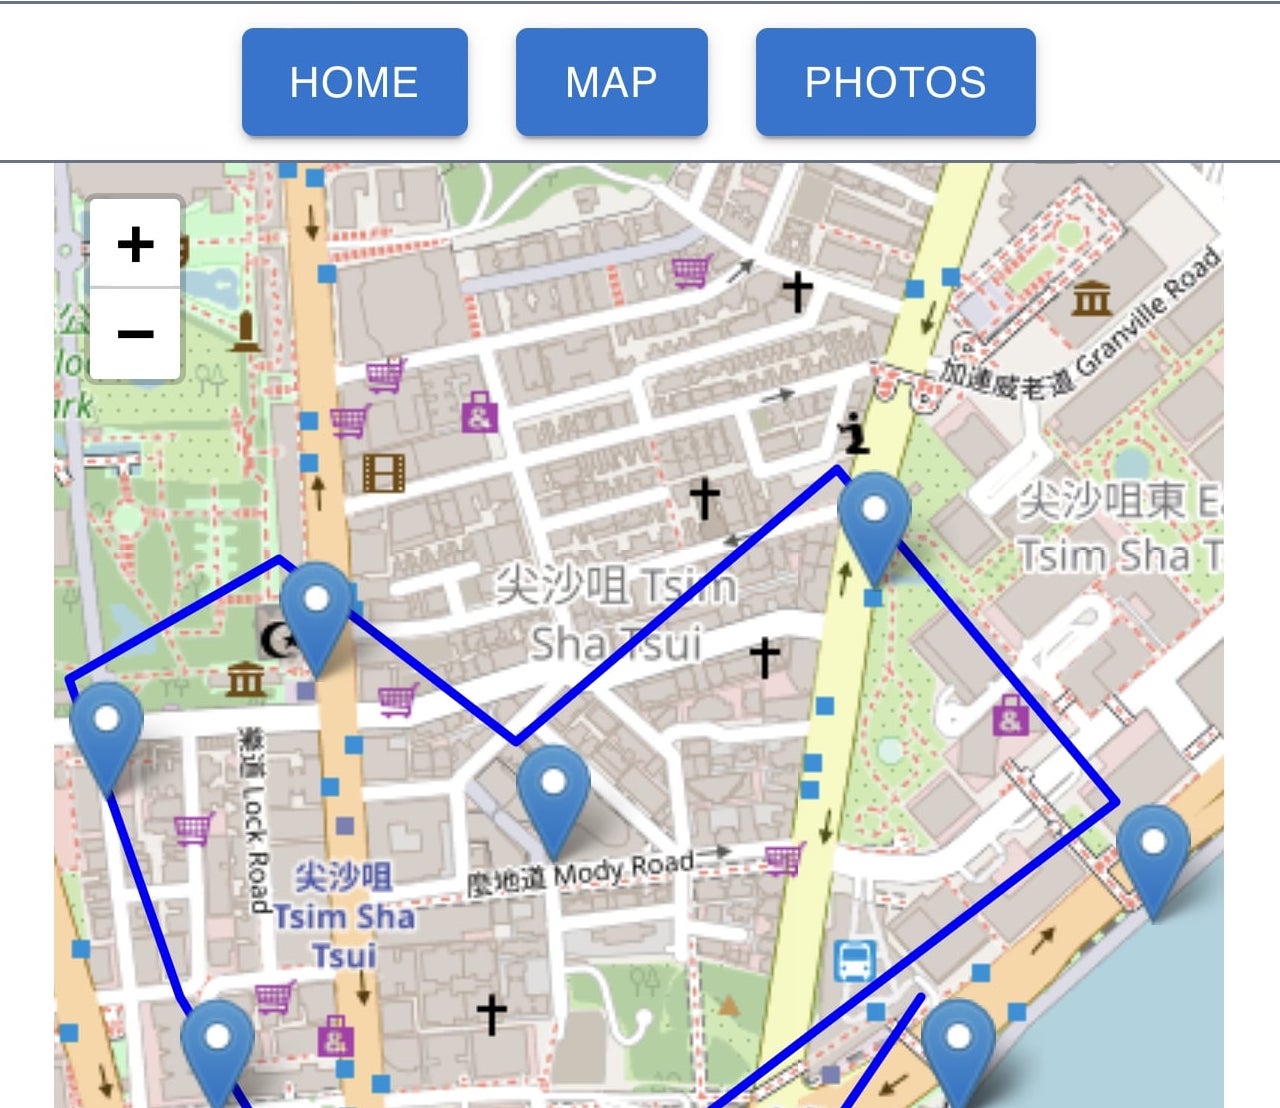 HOME
MAP
PHOTOS
+
−
加連威老道 Granville Road
ark
尖沙咀東 E
Tsim Sha T
尖沙咀 Tsim
Sha Tsui
樂道 Lock Road
麼地道 Mody Road
尖沙咀
Tsim Sha
Tsui